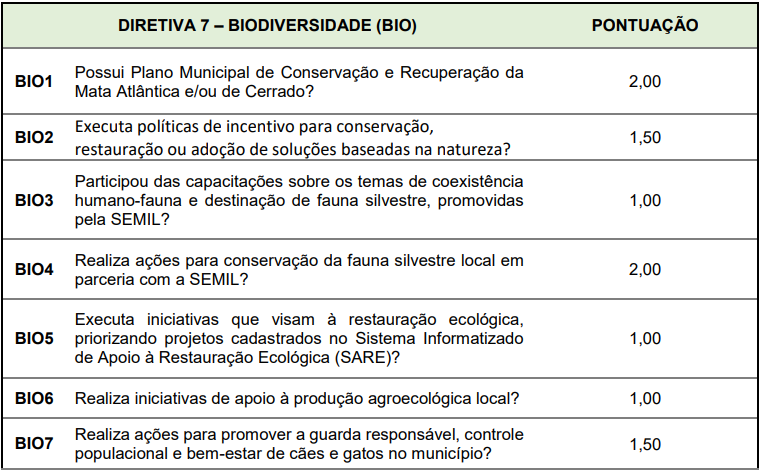 DIRETIVA 7 – BIODIVERSIDADE (BIO) PONTUAÇÃO
BIO1 Possui Plano Municipal de Conservação e Recuperação da
Mata Atlântica e/ou de Cerrado? 2,00
BIO2 Executa políticas de incentivo para conservação,
restauração ou adoção de soluções baseadas na natureza? 1,50
BIO3 Participou das capacitações sobre os temas de coexistência
humano-fauna e destinação de fauna silvestre, promovidas
pela SEMIL? 1,00
BIO4 Realiza ações para conservação da fauna silvestre local em
parceria com a SEMIL? 2,00
BIO5 Executa iniciativas que visam à restauração ecológica,
priorizando projetos cadastrados no Sistema Informatizado
de Apoio à Restauração Ecológica (SARE)? 1,00
BIO6 Realiza iniciativas de apoio à produção agroecológica local? 1,00
BIO7 Realiza ações para promover a guarda responsável, controle
populacional e bem-estar de cães e gatos no município? 1,50